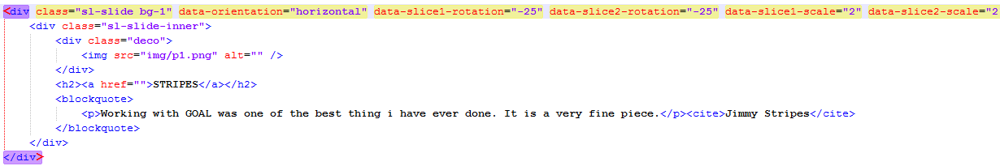 <div class="sl-slide bg-1" data-orientation="horizontal" data-slice1-rotation="-25" data-slice2-rotation="-25" data-slice1-scale="2" data-slice2-scale="2
<div class="sl-slide-inner">
<div class="deco">
<img src="img/p1.png" alt="" />
</div>
<h2><a href="">STRIPES</a></h2>
<blockquote>
<p>Working with GOAL was one of the best thing i have ever done. It is a very fine piece.</p><cite>Jimmy Stripes</cite>
</blockquote>
</div>
</div>